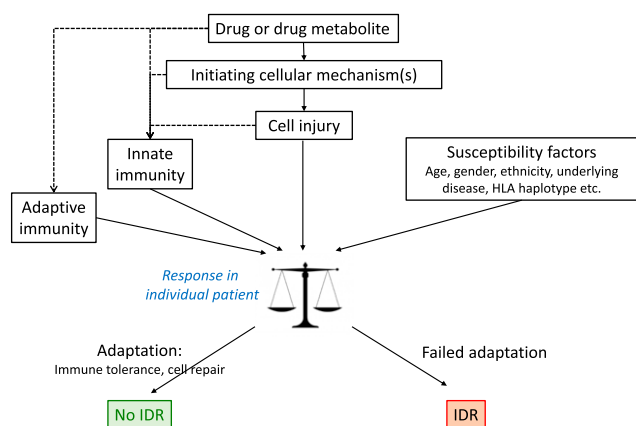 Drug or drug metabolite
Initiating cellular mechanism(s)
Cell injury
Innate
immunity
Susceptibility factors
Age, gender, ethnicity, underlying
disease, HLA haplotype etc.
Adaptive
immunity
Response in
individual patient
Adaptation:
Immune tolerance, cell repair
Failed adaptation
No IDR
IDR